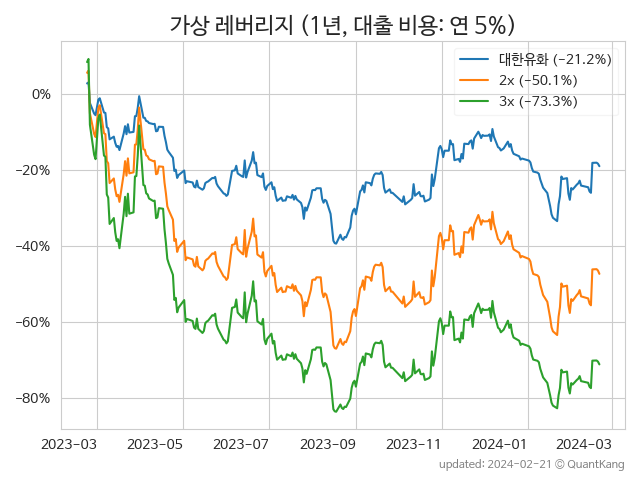 가상 레버리지 (1년, 대출 비용: 연 5%)
대한유화 (−21.2%)
2x (−50.1%)
3x (−73.3%)
0%
−20%
−40%
−60%
−80%
2023-03 2023-05 2023-07 2023-09 2023-11 2024-01 2024-03
updated: 2024-02-21 © QuantKang